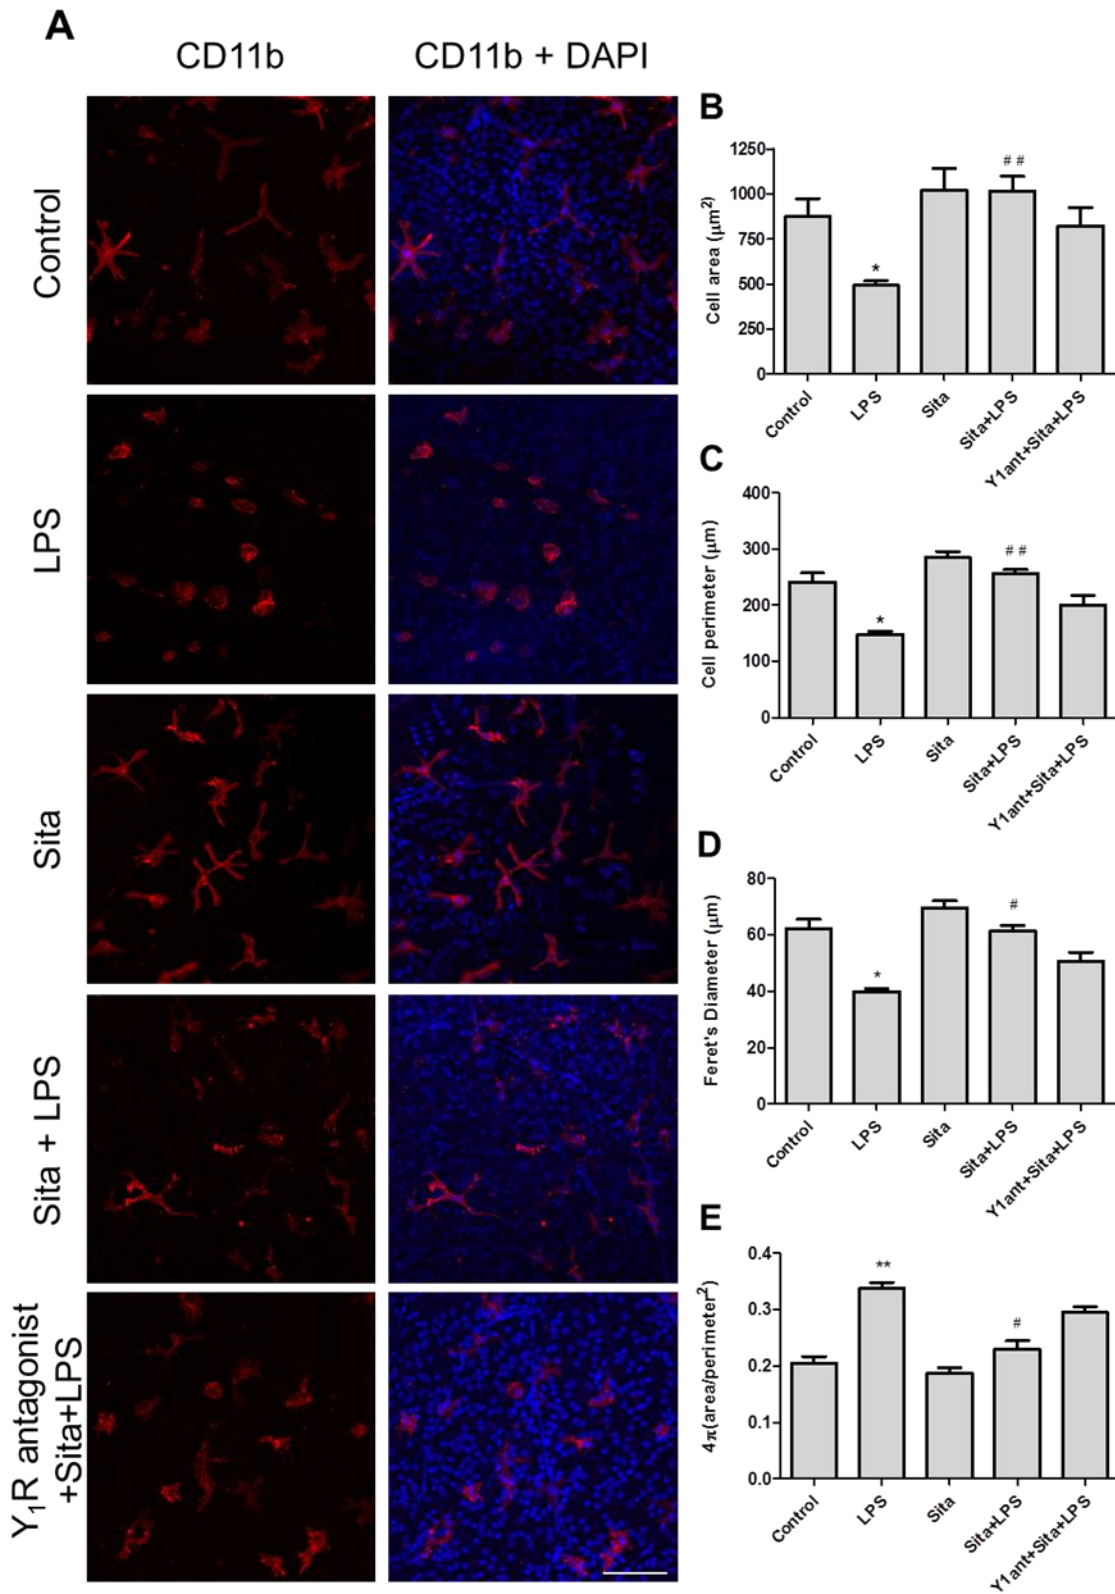 A
CD11b
CD11b + DAPI
Control
LPS
Sita
Sita + LPS
Y₁R antagonist
+Sita+LPS
B
Cell area (μm²)
1250
1000
750
500
250
0
*
# #
Control
LPS
Sita
Sita+LPS
Y1ant+Sita+LPS
C
Cell perimeter (μm)
400
300
200
100
0
*
# #
Control
LPS
Sita
Sita+LPS
Y1ant+Sita+LPS
D
Feret's Diameter (μm)
80
60
40
20
0
*
#
Control
LPS
Sita
Sita+LPS
Y1ant+Sita+LPS
E
4π(area/perimeter²)
0.4
0.3
0.2
0.1
0.0
**
#
Control
LPS
Sita
Sita+LPS
Y1ant+Sita+LPS